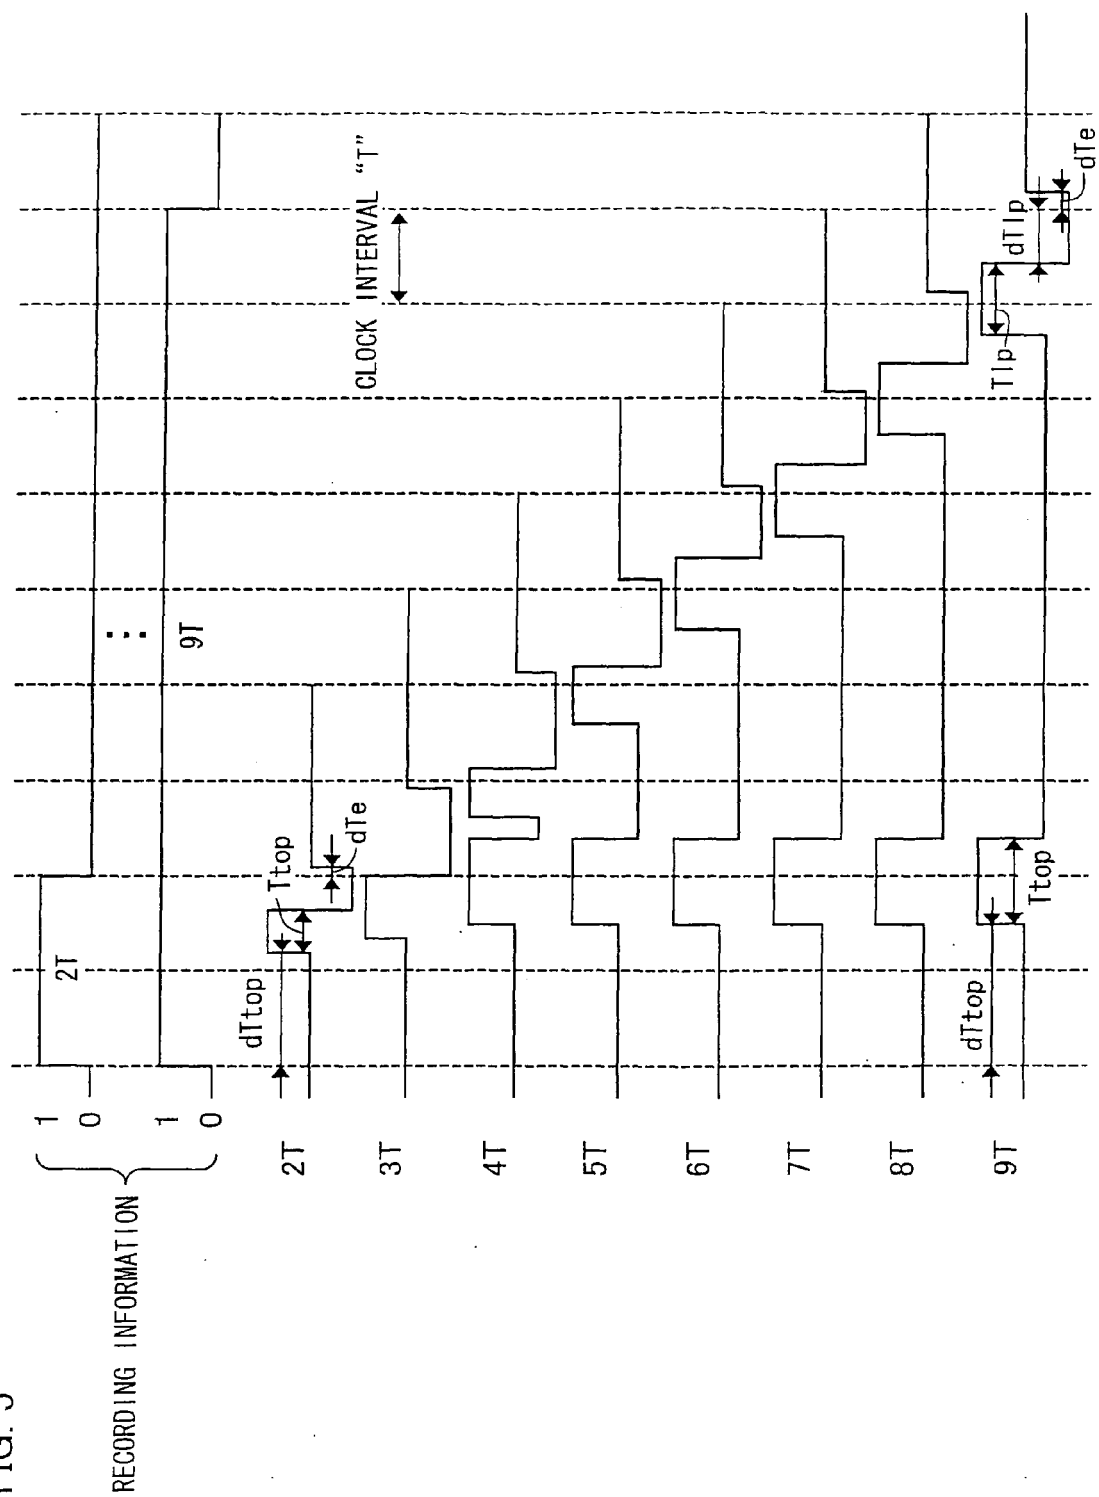 FIG. 5
RECORDING INFORMATION
1
0
2T
1
0
9T
CLOCK INTERVAL “T”
2T
dTtop
Ttop
dTe
3T
4T
5T
6T
7T
8T
9T
dTtop
Ttop
Tlp
dTlp
dTe